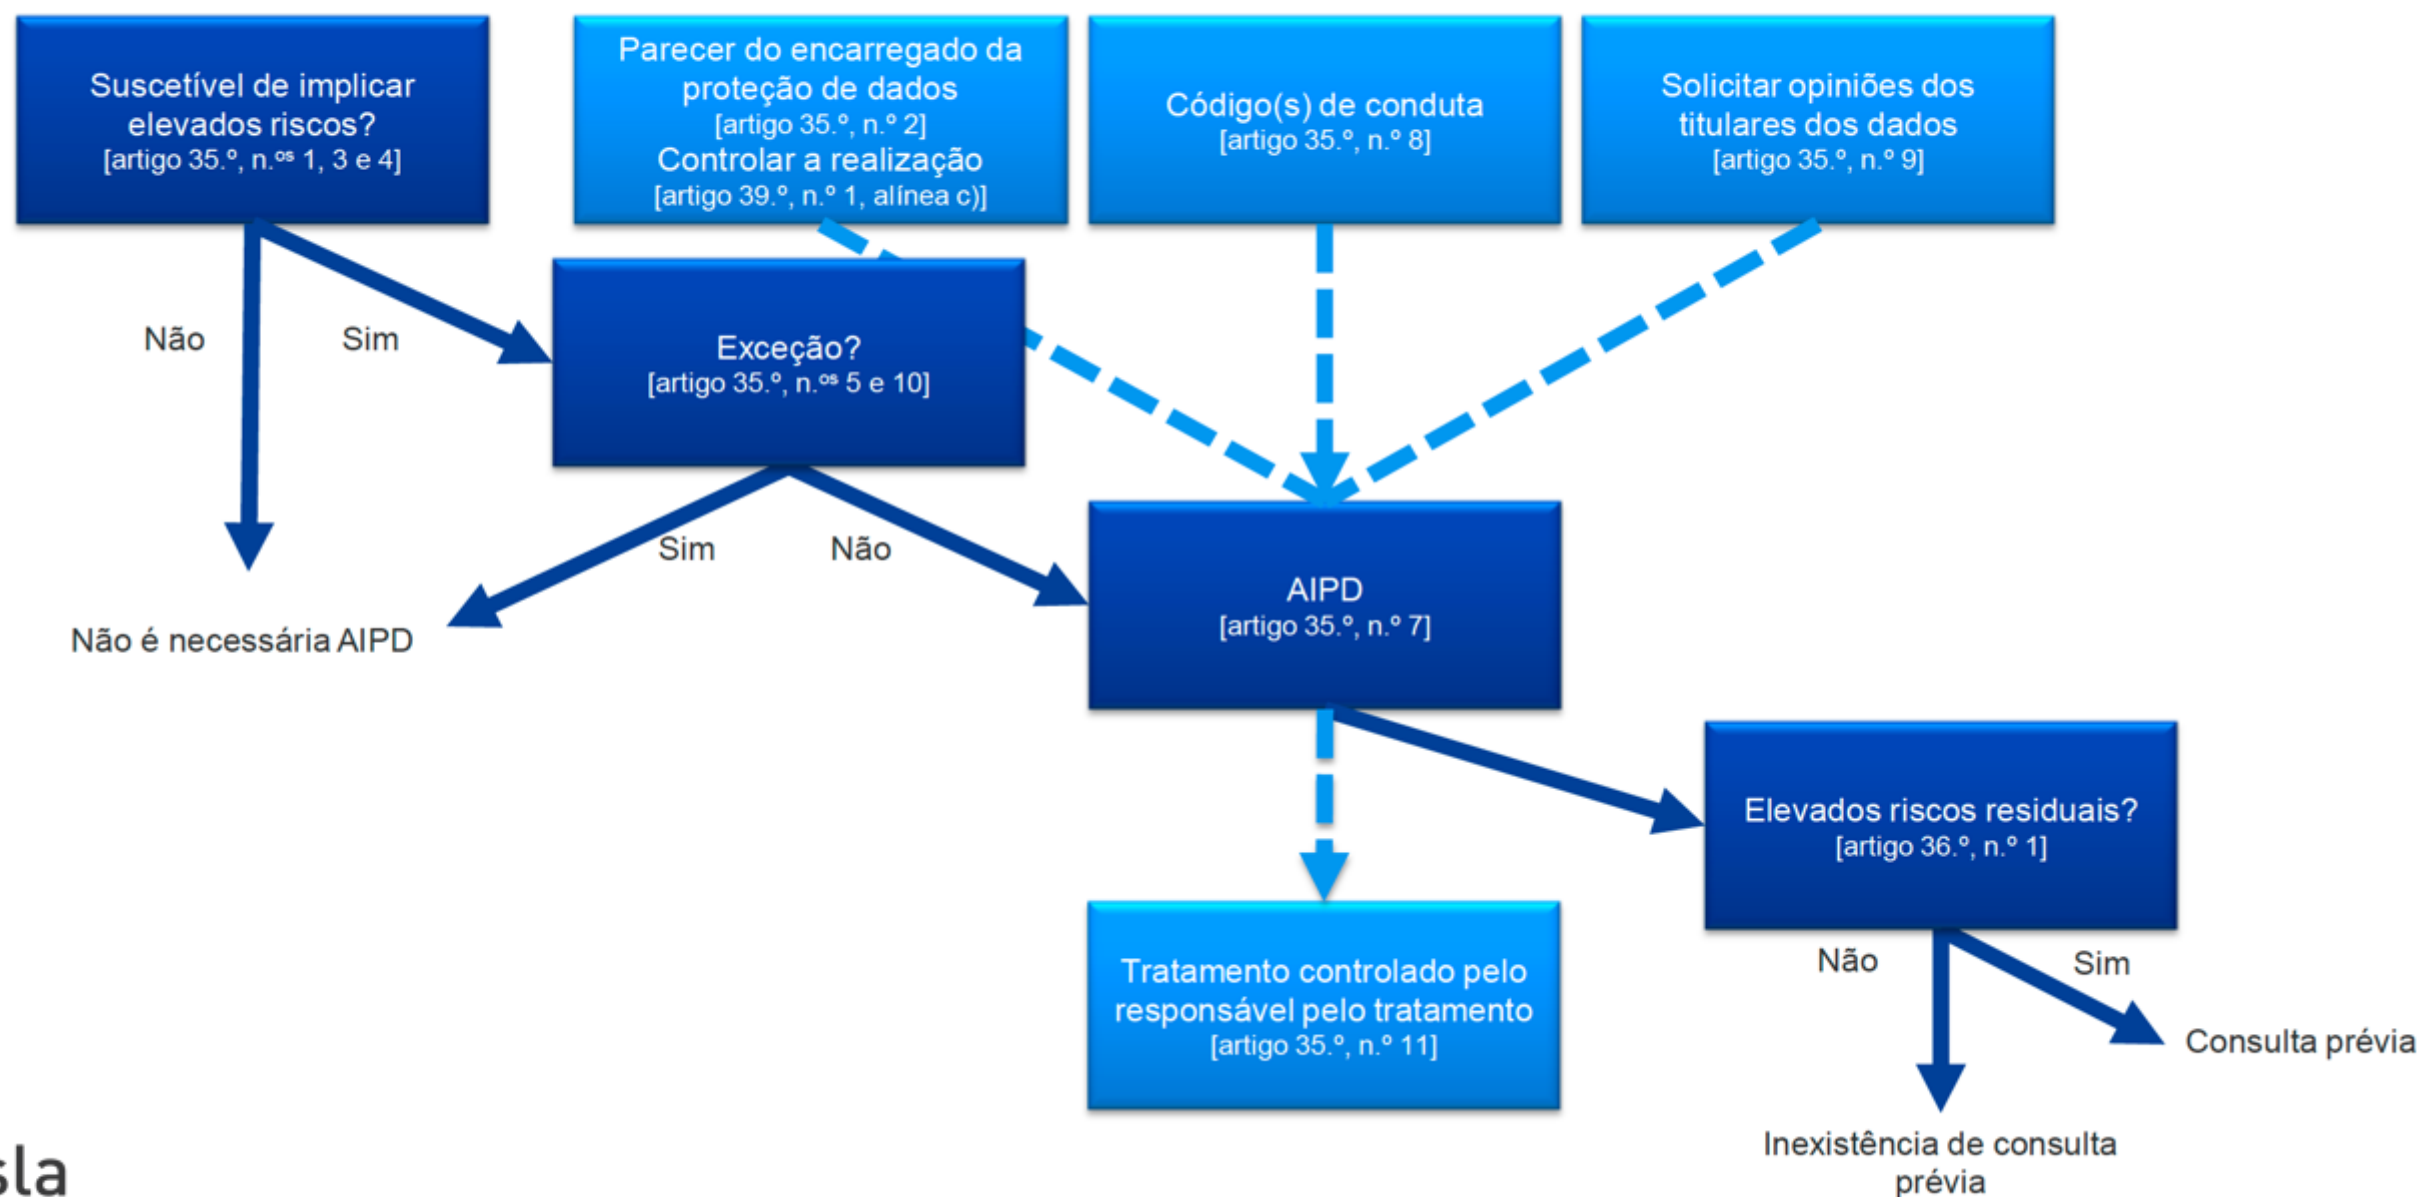 Suscetível de implicar
elevados riscos?
[artigo 35.º, n.ºs 1, 3 e 4]
Parecer do encarregado da
proteção de dados
[artigo 35.º, n.º 2]
Controlar a realização
[artigo 39.º, n.º 1, alínea c)]
Código(s) de conduta
[artigo 35.º, n.º 8]
Solicitar opiniões dos
titulares dos dados
[artigo 35.º, n.º 9]
Não
Sim
Exceção?
[artigo 35.º, n.ºs 5 e 10]
Sim
Não
Não é necessária AIPD
AIPD
[artigo 35.º, n.º 7]
Elevados riscos residuais?
[artigo 36.º, n.º 1]
Tratamento controlado pelo
responsável pelo tratamento
[artigo 35.º, n.º 11]
Não
Sim
Consulta prévia
Inexistência de consulta
prévia
sla